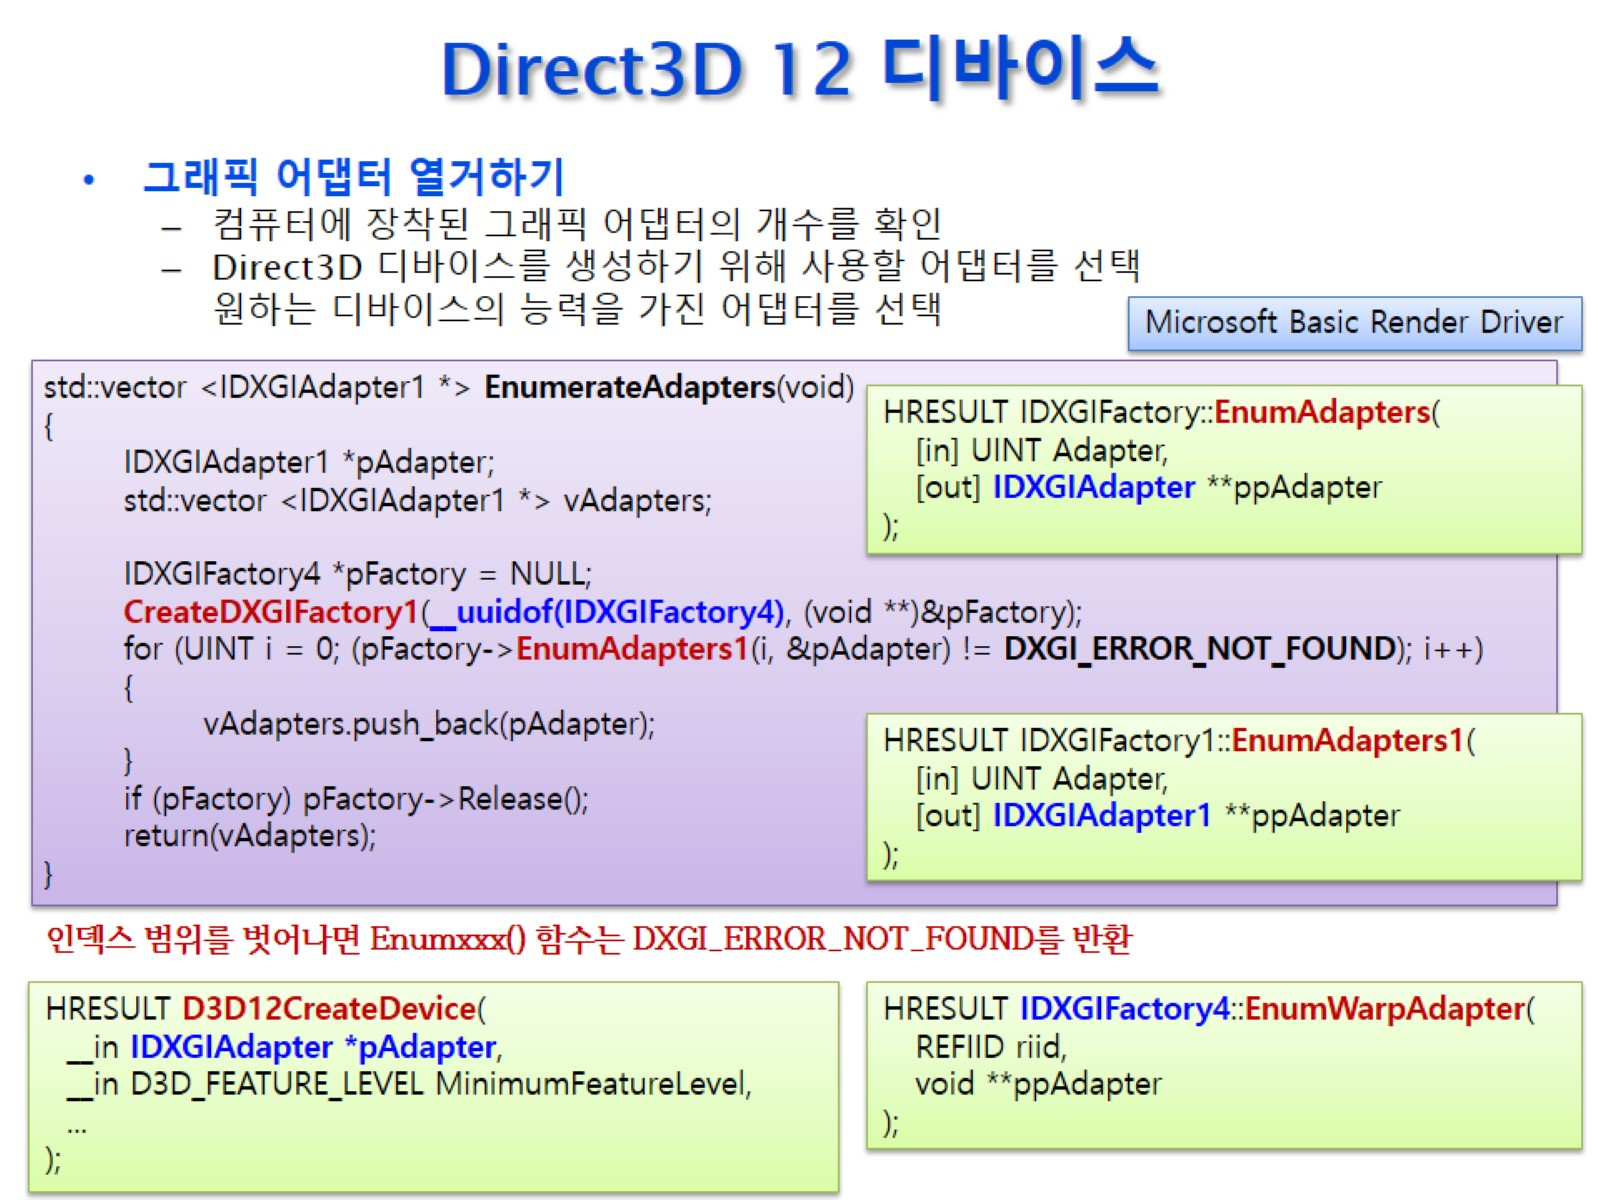 Direct3D 12 디바이스
• 그래픽 어댑터 열거하기
– 컴퓨터에 장착된 그래픽 어댑터의 개수를 확인
– Direct3D 디바이스를 생성하기 위해 사용할 어댑터를 선택
원하는 디바이스의 능력을 가진 어댑터를 선택
Microsoft Basic Render Driver
std::vector <IDXGIAdapter1 *> EnumerateAdapters(void)
{
IDXGIAdapter1 *pAdapter;
std::vector <IDXGIAdapter1 *> vAdapters;
IDXGIFactory4 *pFactory = NULL;
CreateDXGIFactory1(__uuidof(IDXGIFactory4), (void **)&pFactory);
for (UINT i = 0; (pFactory->EnumAdapters1(i, &pAdapter) != DXGI_ERROR_NOT_FOUND); i++)
{
vAdapters.push_back(pAdapter);
}
if (pFactory) pFactory->Release();
return(vAdapters);
}
HRESULT IDXGIFactory::EnumAdapters(
[in] UINT Adapter,
[out] IDXGIAdapter **ppAdapter
);
HRESULT IDXGIFactory1::EnumAdapters1(
[in] UINT Adapter,
[out] IDXGIAdapter1 **ppAdapter
);
인덱스 범위를 벗어나면 Enumxxx() 함수는 DXGI_ERROR_NOT_FOUND를 반환
HRESULT D3D12CreateDevice(
__in IDXGIAdapter *pAdapter,
__in D3D_FEATURE_LEVEL MinimumFeatureLevel,
...
);
HRESULT IDXGIFactory4::EnumWarpAdapter(
REFIID riid,
void **ppAdapter
);